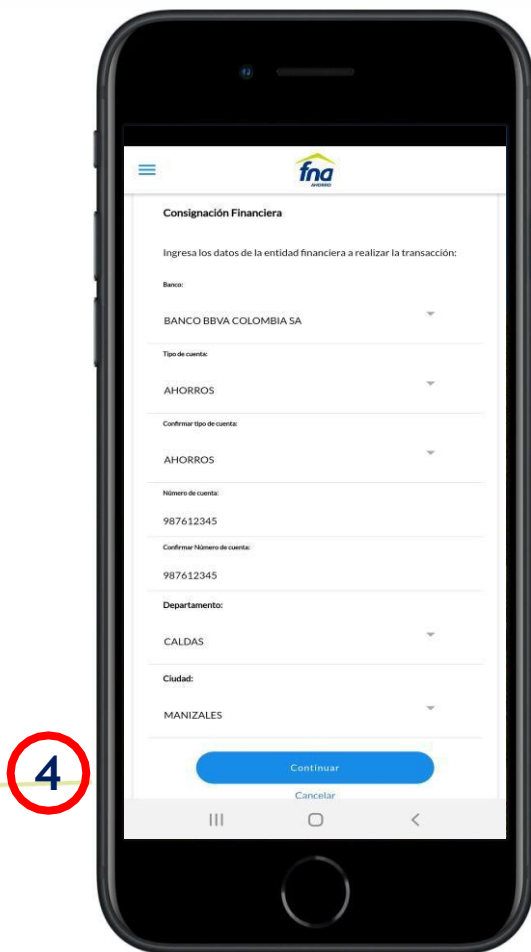 fna
AHORRO
Consignación Financiera
Ingresa los datos de la entidad financiera a realizar la transacción:
Banco:
BANCO BBVA COLOMBIA SA
Tipo de cuenta:
AHORROS
Confirmar tipo de cuenta:
AHORROS
Número de cuenta:
987612345
Confirmar Número de cuenta:
987612345
Departamento:
CALDAS
Ciudad:
MANIZALES
4
Continuar
Cancelar